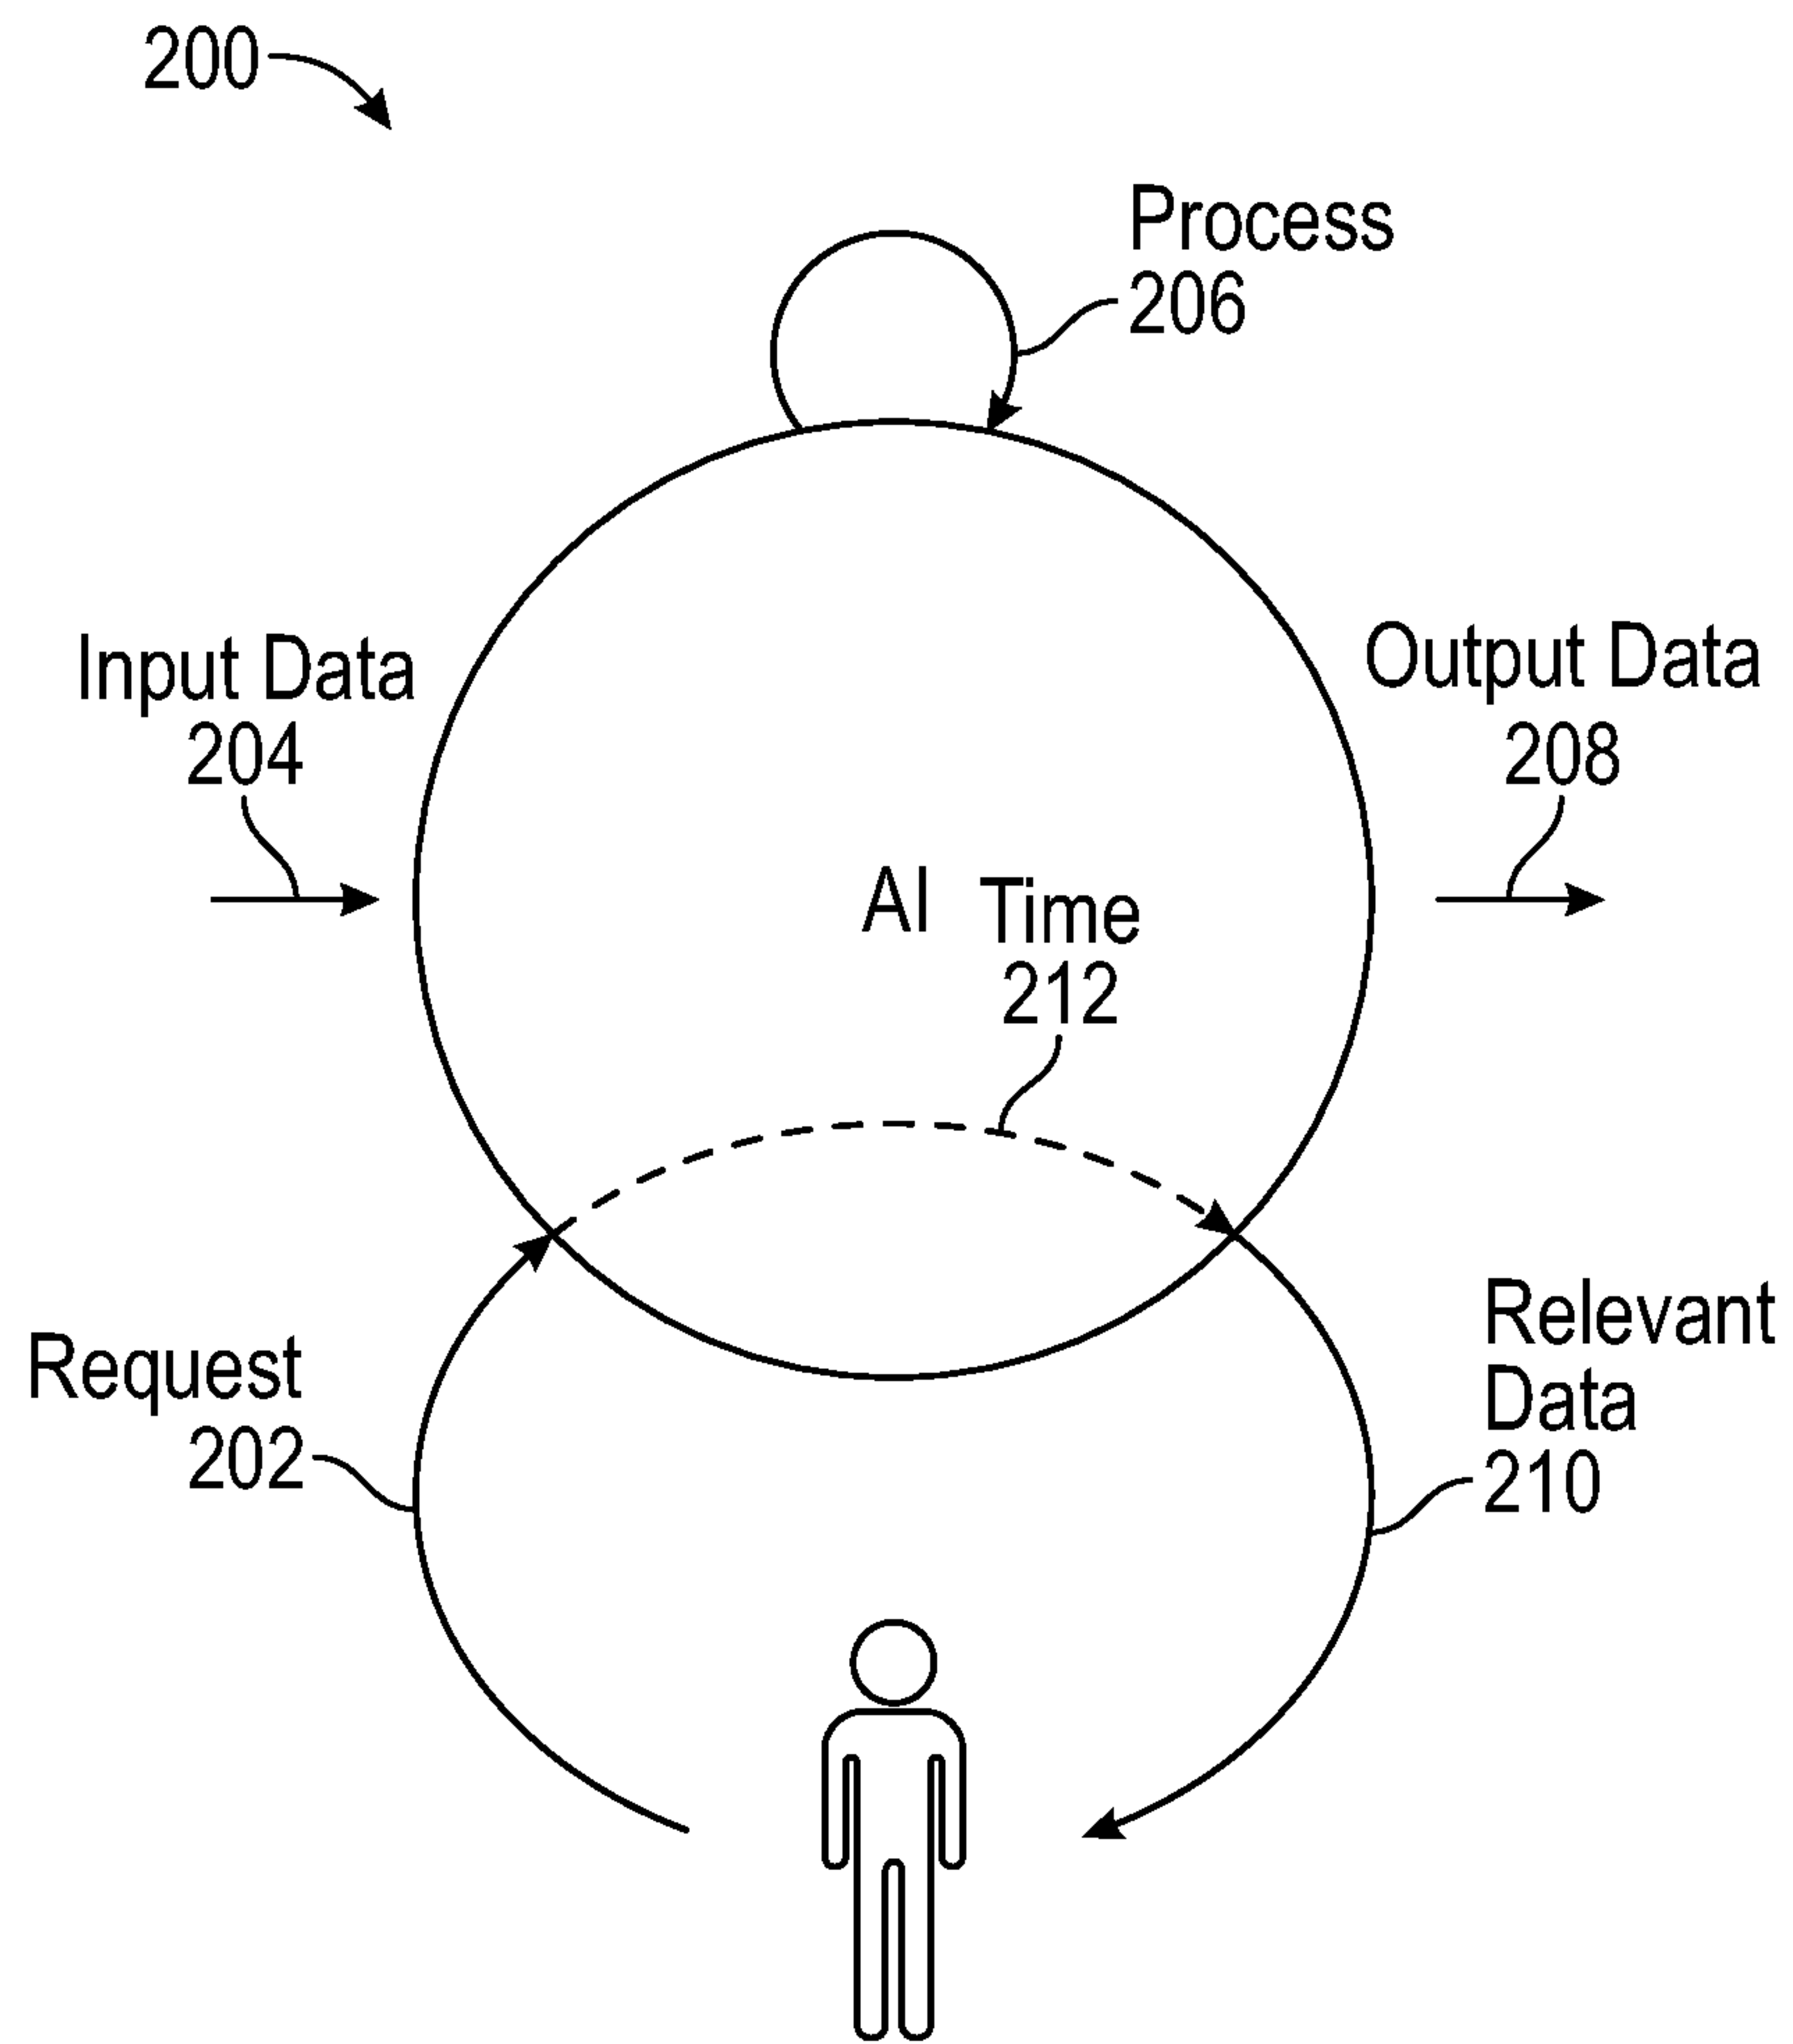 200
Process
206
Input Data
204
Output Data
208
AI
Time
212
Request
202
Relevant
Data
210